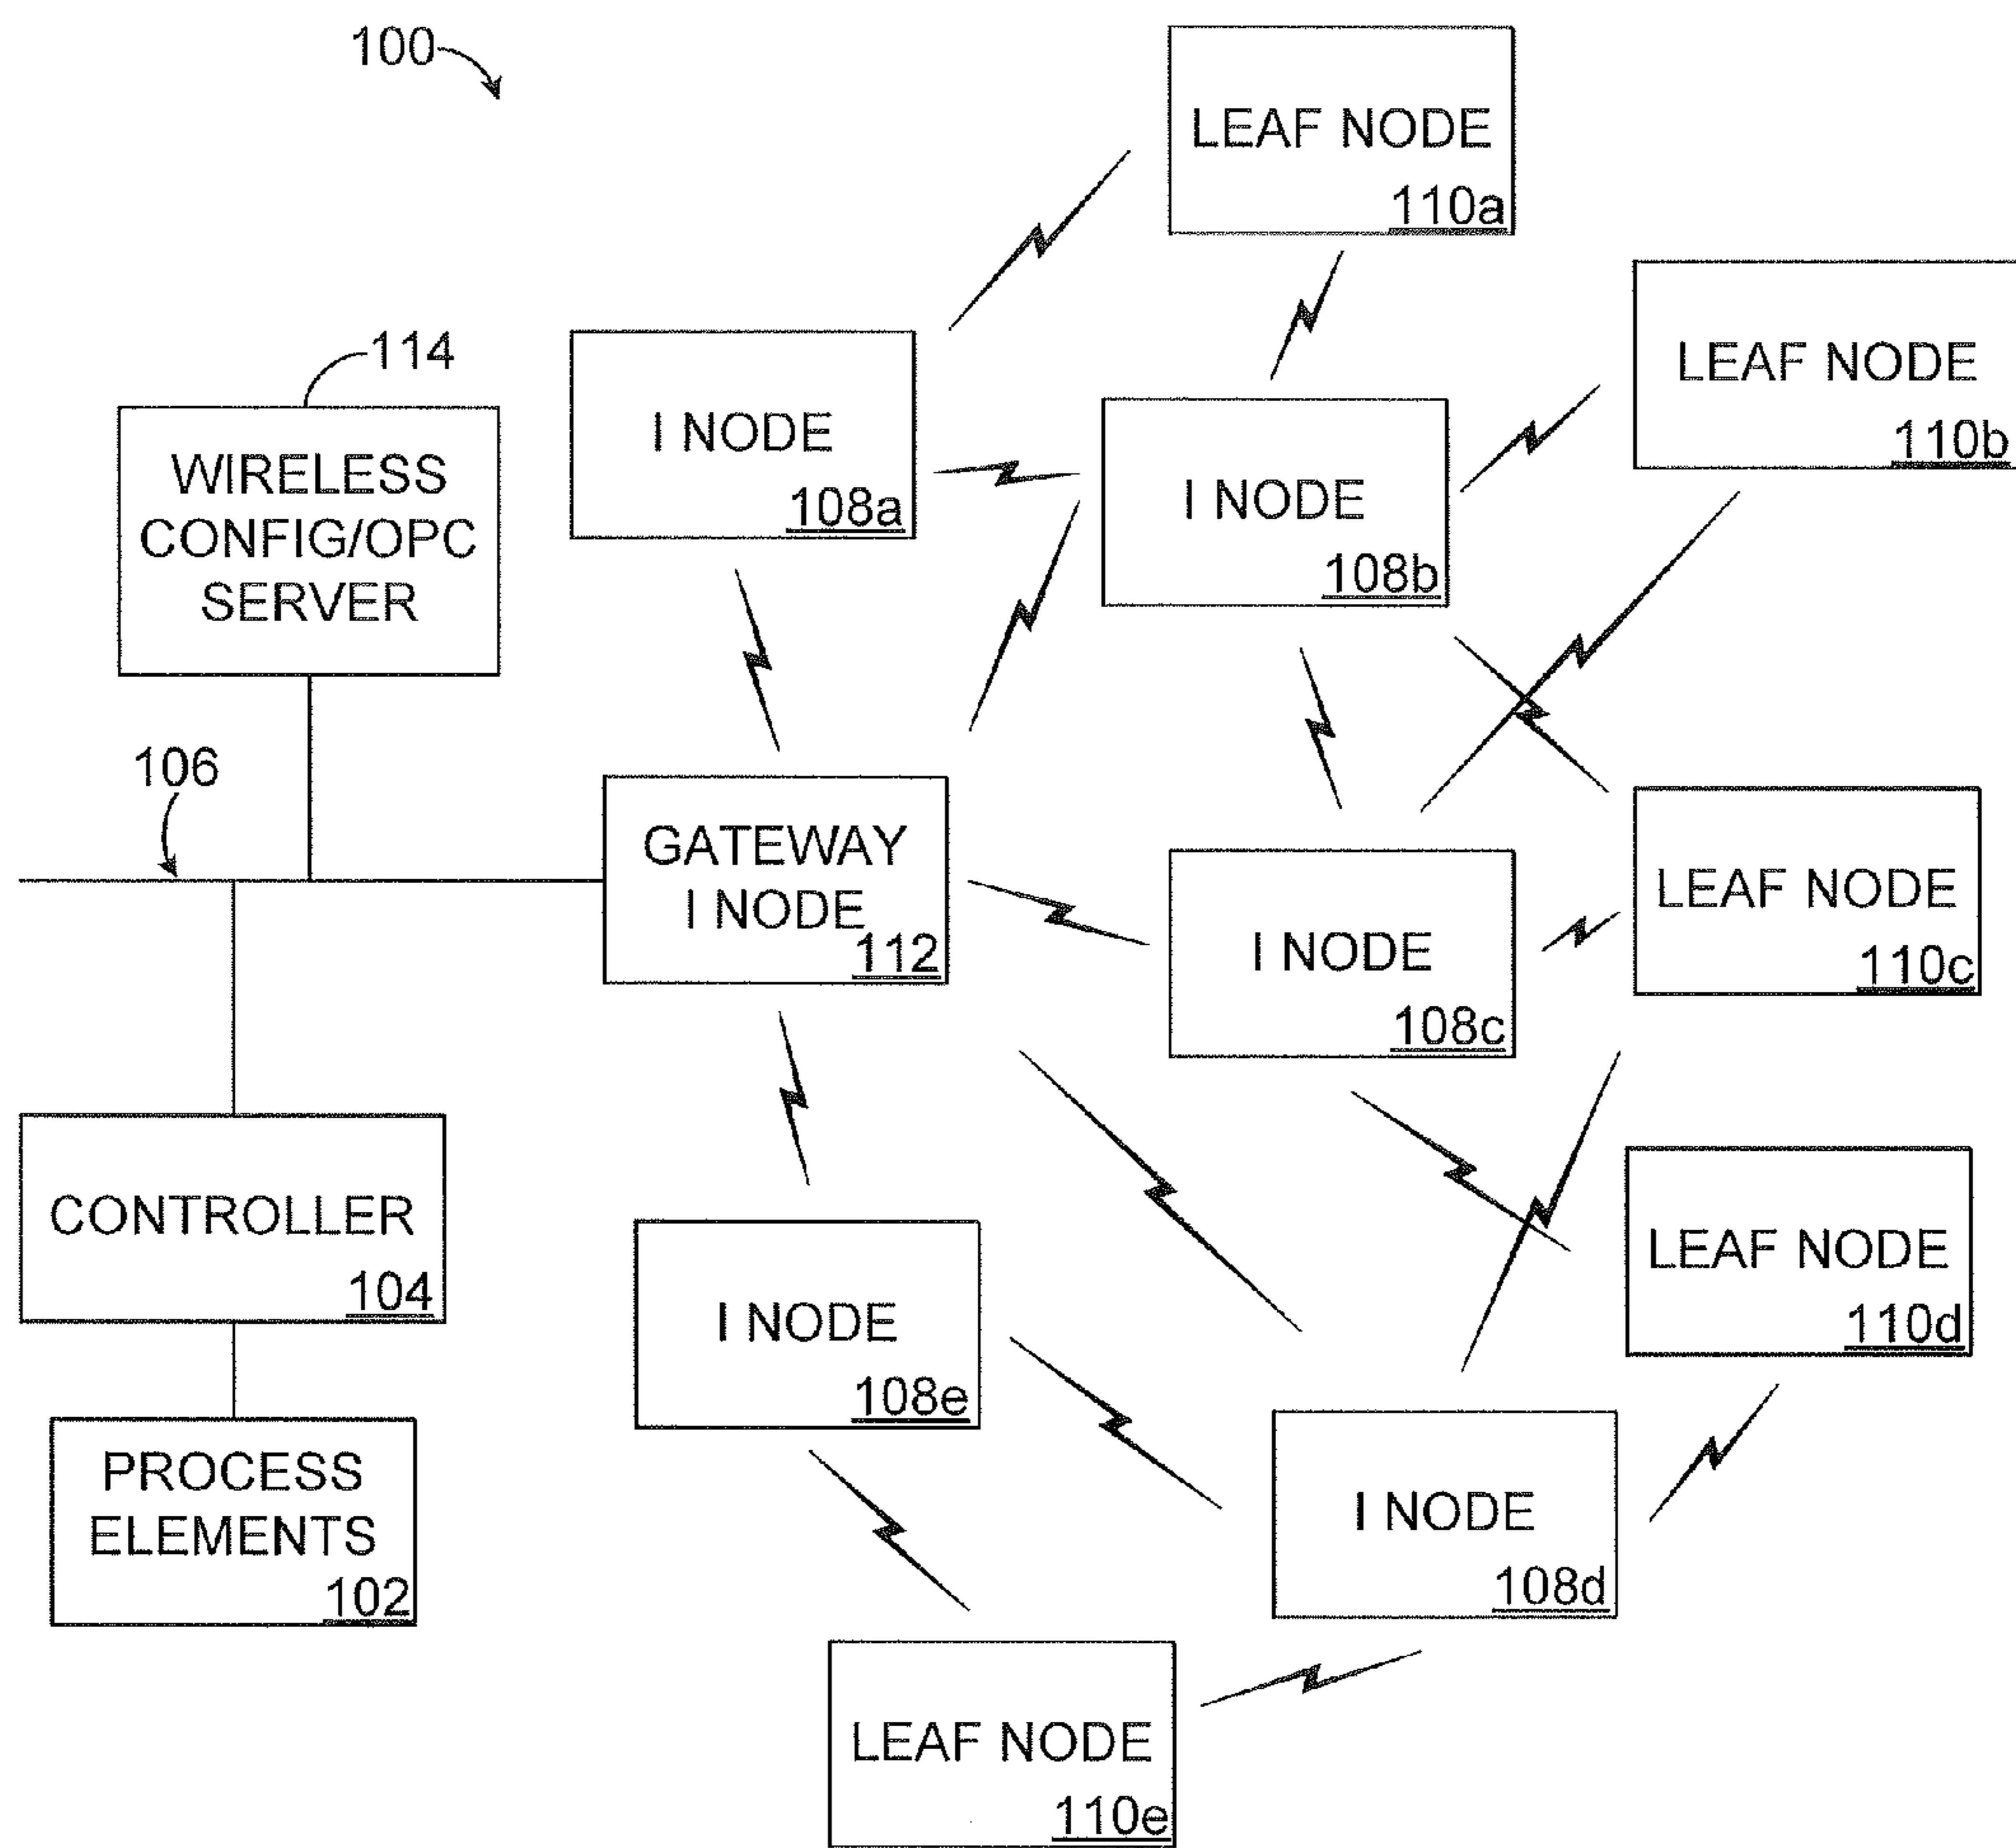 100
LEAF NODE
110a
LEAF NODE
110b
114
WIRELESS
CONFIG/OPC
SERVER
I NODE
108a
I NODE
108b
106
GATEWAY
I NODE
112
I NODE
108c
LEAF NODE
110c
CONTROLLER
104
I NODE
108e
LEAF NODE
110d
PROCESS
ELEMENTS
102
I NODE
108d
LEAF NODE
110e